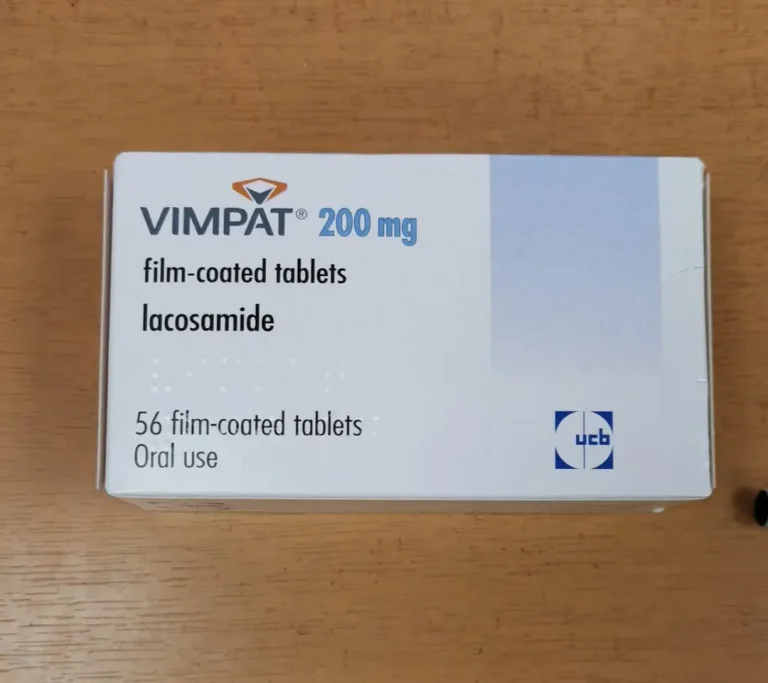 VIMPAT® 200 mg
film-coated tablets
lacosamide
56 film-coated tablets
Oral use
ucb